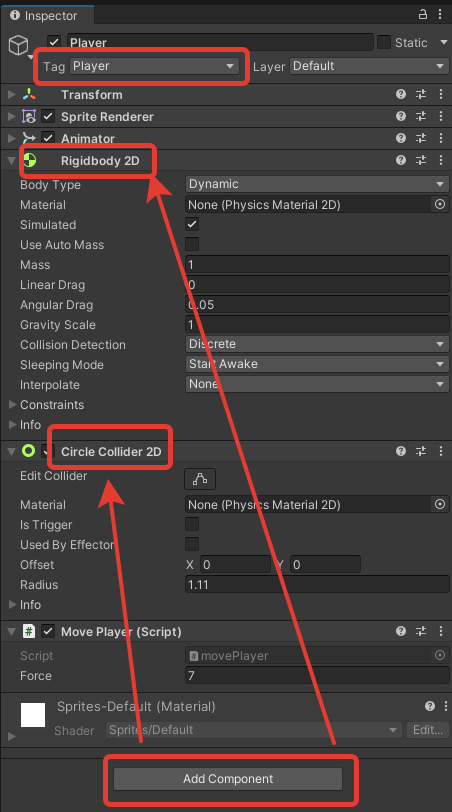 Inspector
Player
Static
Tag Player
Layer Default
Transform
Sprite Renderer
Animator
Rigidbody 2D
Body Type Dynamic
Material None (Physics Material 2D)
Simulated
Use Auto Mass
Mass 1
Linear Drag 0
Angular Drag 0.05
Gravity Scale 1
Collision Detection Discrete
Sleeping Mode Start Awake
Interpolate None
Constraints
Info
Circle Collider 2D
Edit Collider
Material None (Physics Material 2D)
Is Trigger
Used By Effector
Offset X 0 Y 0
Radius 1.11
Info
# Move Player (Script)
Script # movePlayer
Force 7
Sprites-Default (Material)
Shader Sprites/Default Edit...
Add Component